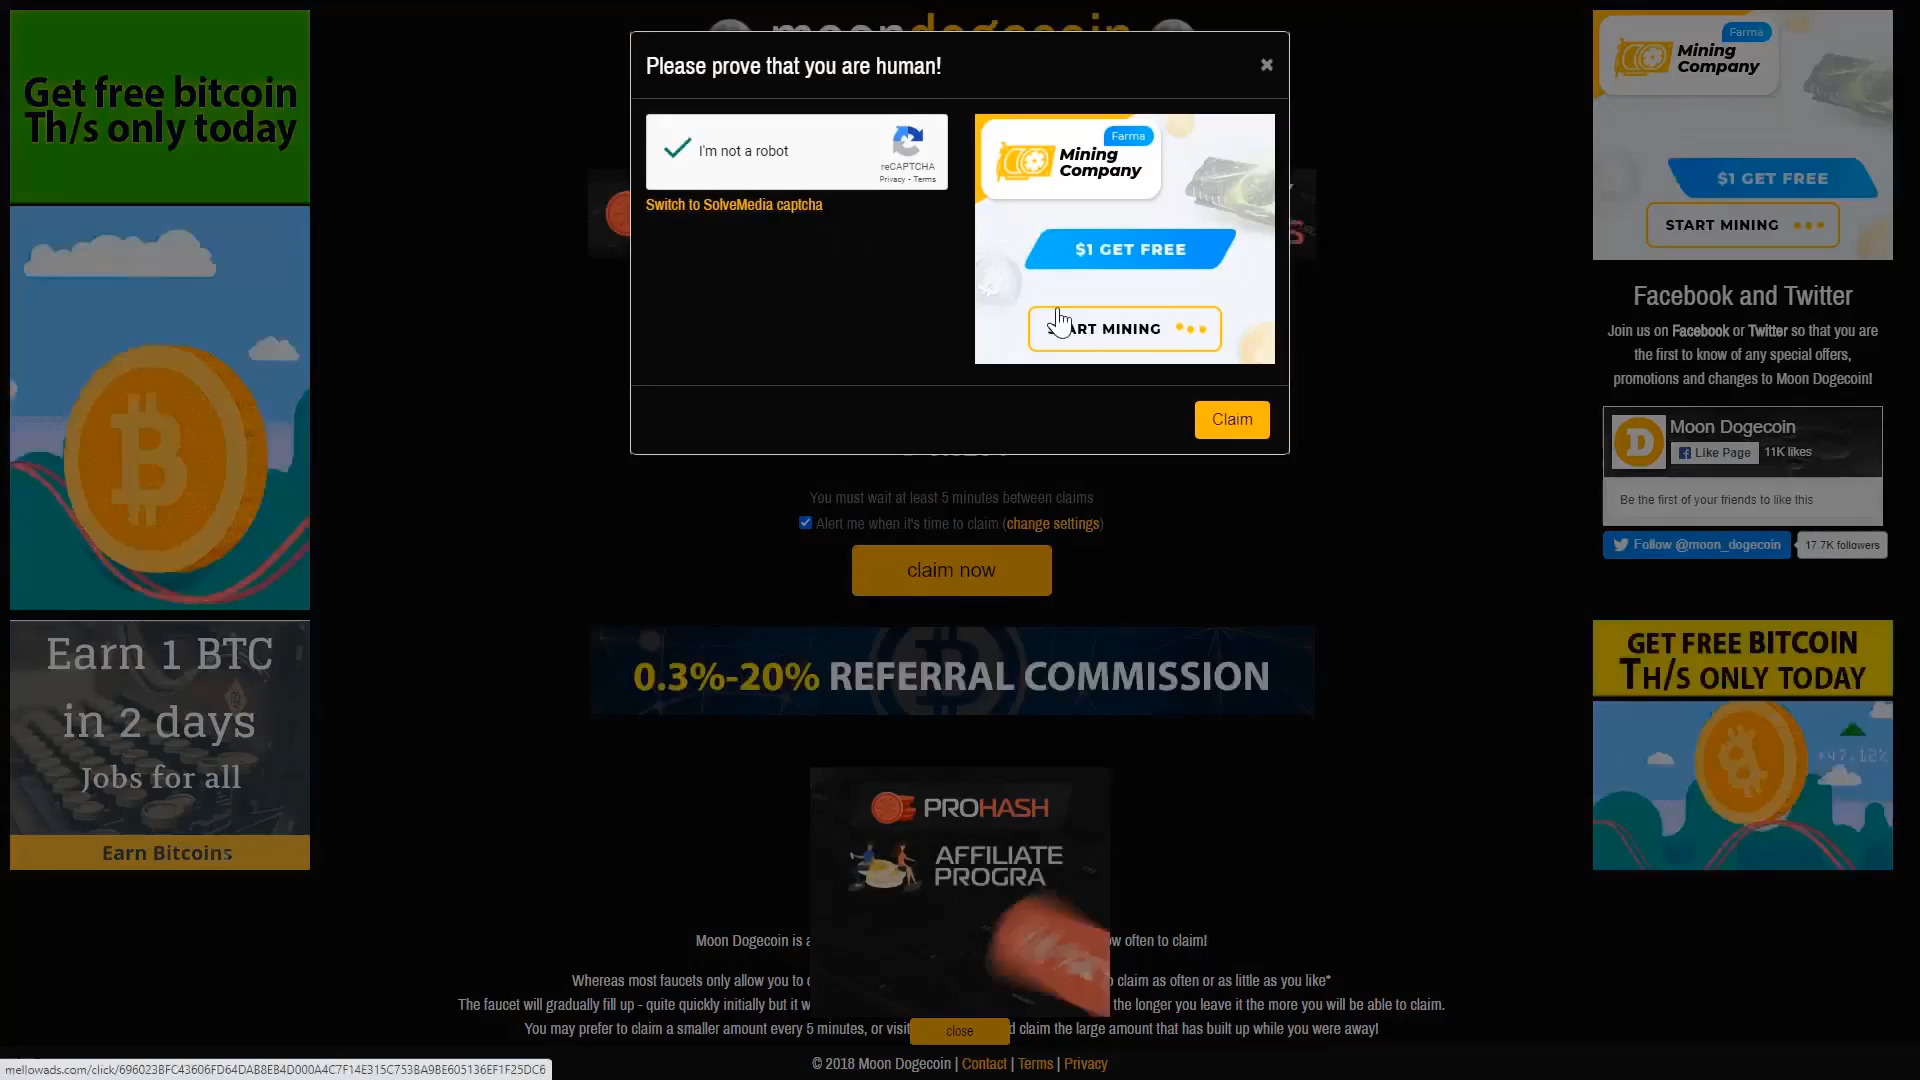 Get free bitcoin
Th/s only today
Earn 1 BTC
in 2 days
Jobs for all
Earn Bitcoins
moondogecoin
Please prove that you are human!
×
I'm not a robot
reCAPTCHA
Privacy - Terms
Switch to SolveMedia captcha
Farma
Mining
Company
$1 GET FREE
ART MINING
Claim
You must wait at least 5 minutes between claims
Alert me when it's time to claim (change settings)
claim now
0.3%-20% REFERRAL COMMISSION
PROHASH
AFFILIATE
PROGRA
close
Moon Dogecoin is a
w often to claim!
Whereas most faucets only allow you to
claim as often or as little as you like*
The faucet will gradually fill up - quite quickly initially but it w
the longer you leave it the more you will be able to claim.
You may prefer to claim a smaller amount every 5 minutes, or visit
d claim the large amount that has built up while you were away!
© 2018 Moon Dogecoin | Contact | Terms | Privacy
Farma
Mining
Company
$1 GET FREE
START MINING
Facebook and Twitter
Join us on Facebook or Twitter so that you are
the first to know of any special offers,
promotions and changes to Moon Dogecoin!
Moon Dogecoin
Like Page
11K likes
Be the first of your friends to like this
Follow @moon_dogecoin
17.7K followers
GET FREE BITCOIN
TH/S ONLY TODAY
+47.12%
mellowads.com/click/696023BFC43606FD64DAB8EB4D000A4C7F14E315C753BA9BE605136EF1F25DC6